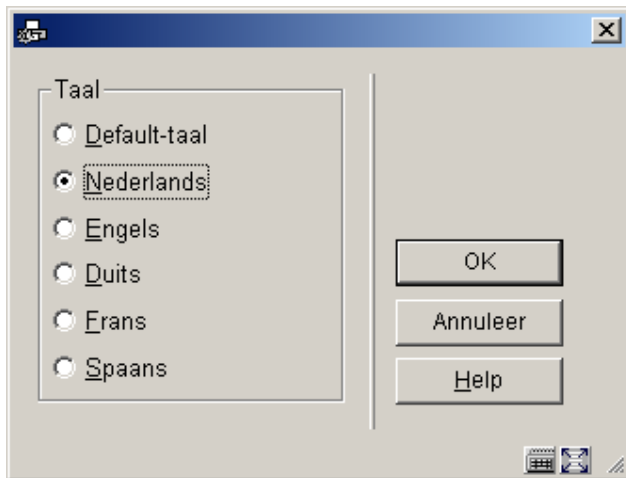 Taal
Default-taal
Nederlands
Engels
Duits
Frans
Spaans
OK
Annuleer
Help